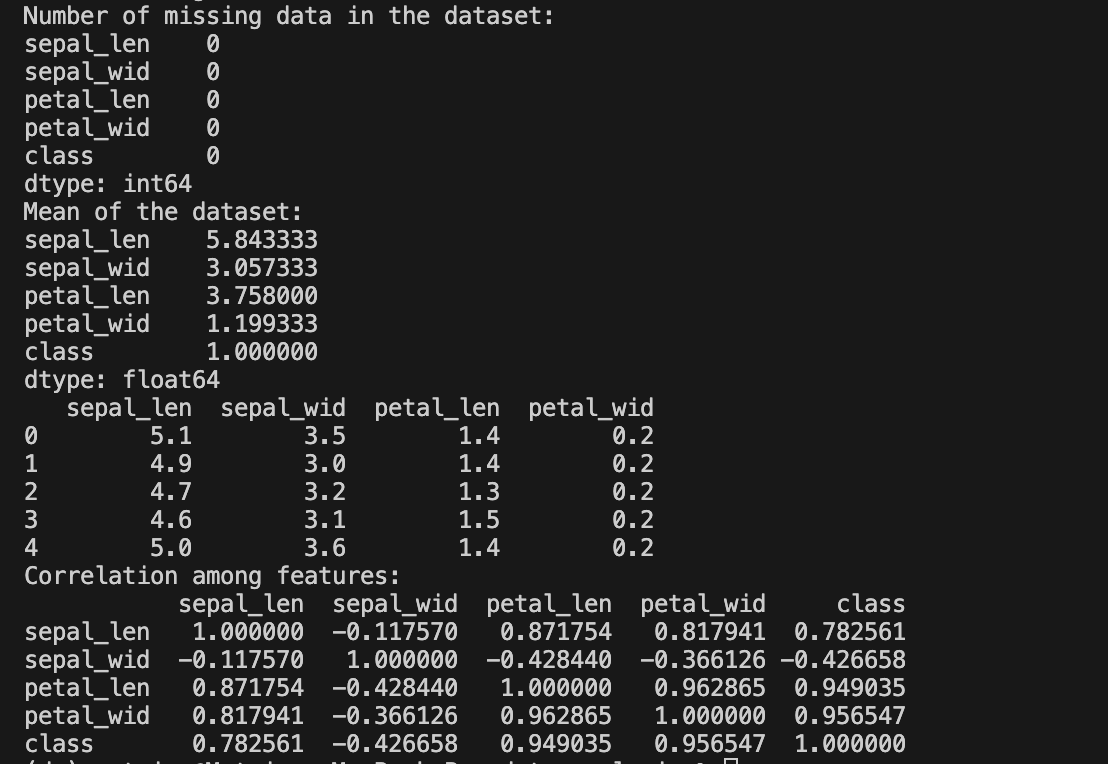 Number of missing data in the dataset:
sepal_len    0
sepal_wid    0
petal_len    0
petal_wid    0
class        0
dtype: int64
Mean of the dataset:
sepal_len    5.843333
sepal_wid    3.057333
petal_len    3.758000
petal_wid    1.199333
class        1.000000
dtype: float64
   sepal_len  sepal_wid  petal_len  petal_wid
0        5.1        3.5        1.4        0.2
1        4.9        3.0        1.4        0.2
2        4.7        3.2        1.3        0.2
3        4.6        3.1        1.5        0.2
4        5.0        3.6        1.4        0.2
Correlation among features:
           sepal_len  sepal_wid  petal_len  petal_wid     class
sepal_len   1.000000  -0.117570   0.871754   0.817941  0.782561
sepal_wid  -0.117570   1.000000  -0.428440  -0.366126 -0.426658
petal_len   0.871754  -0.428440   1.000000   0.962865  0.949035
petal_wid   0.817941  -0.366126   0.962865   1.000000  0.956547
class       0.782561  -0.426658   0.949035   0.956547  1.000000